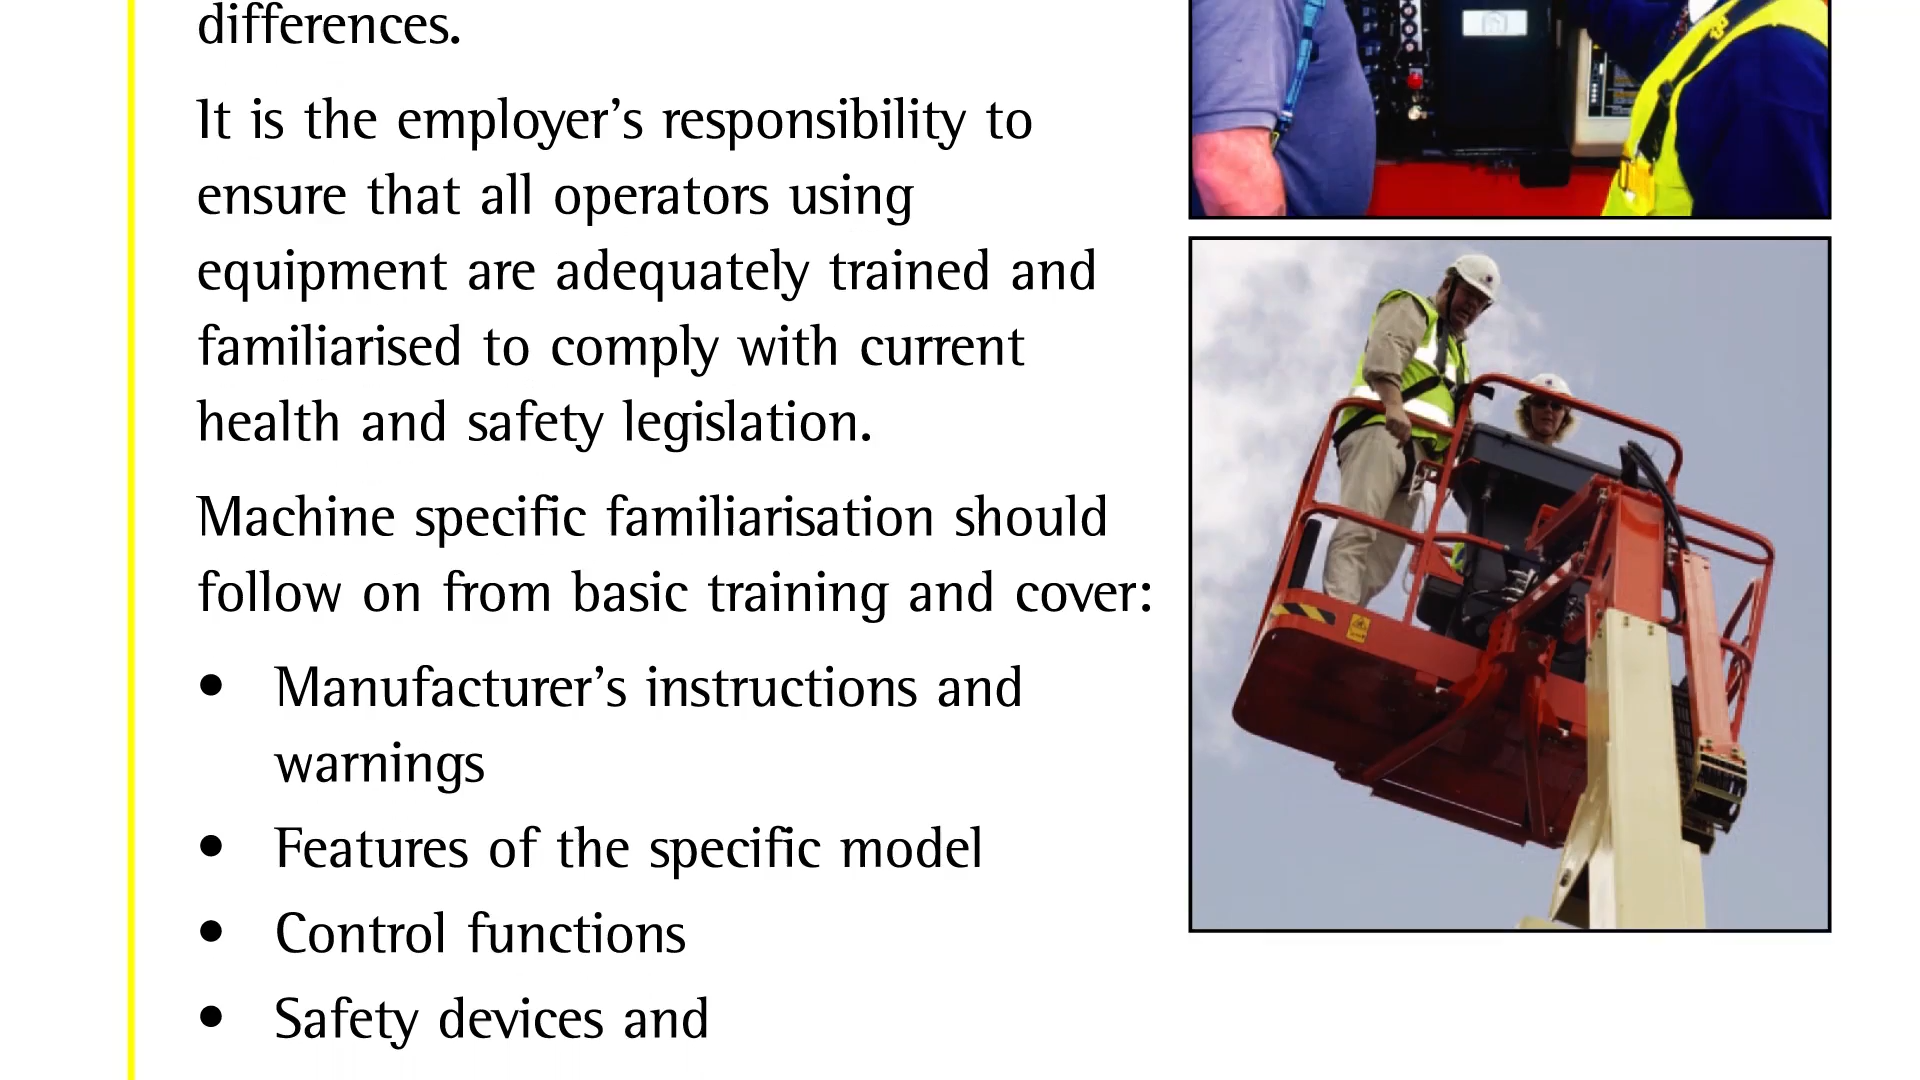 differences.
It is the employer’s responsibility to
ensure that all operators using
equipment are adequately trained and
familiarised to comply with current
health and safety legislation.
Machine specific familiarisation should
follow on from basic training and cover:
• Manufacturer’s instructions and
warnings
• Features of the specific model
• Control functions
• Safety devices and